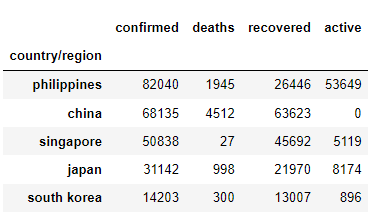 confirmed deaths recovered active
country/region
philippines 82040 1945 26446 53649
china 68135 4512 63623 0
singapore 50838 27 45692 5119
japan 31142 998 21970 8174
south korea 14203 300 13007 896